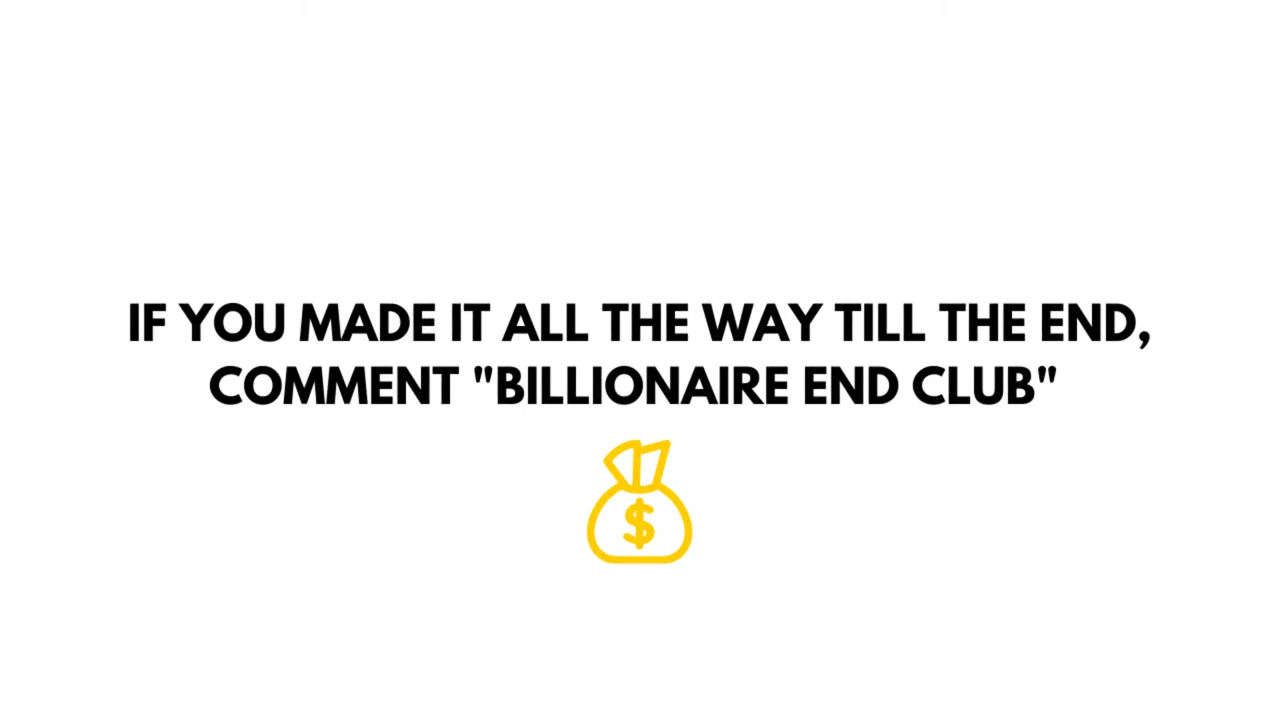 IF YOU MADE IT ALL THE WAY TILL THE END,
COMMENT "BILLIONAIRE END CLUB"
$